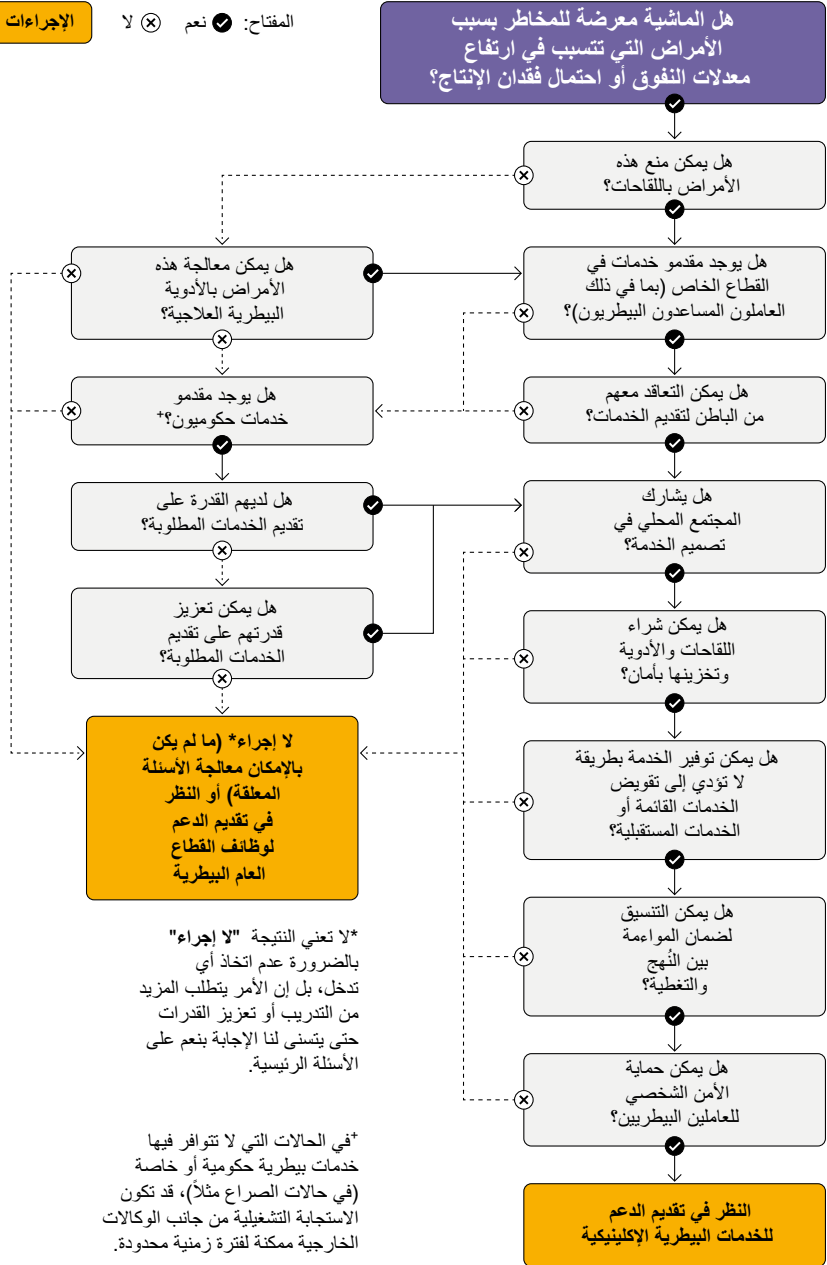 المفتاح: نعم لا الإجراءات
هل الماشية معرضة للمخاطر بسبب
الأمراض التي تتسبب في ارتفاع
معدلات النفوق أو احتمال فقدان الإنتاج؟
هل يمكن منع هذه
الأمراض باللقاحات؟
هل يوجد مقدمو خدمات في
القطاع الخاص (بما في ذلك
العاملون المساعدون البيطريون)؟
هل يمكن معالجة هذه
الأمراض بالأدوية
البيطرية العلاجية؟
هل يمكن التعاقد معهم
من الباطن لتقديم الخدمات؟
هل يوجد مقدمو
خدمات حكوميون؟+
هل يشارك
المجتمع المحلي في
تصميم الخدمة؟
هل لديهم القدرة على
تقديم الخدمات المطلوبة؟
هل يمكن شراء
اللقاحات والأدوية
وتخزينها بأمان؟
هل يمكن تعزيز
قدرتهم على تقديم
الخدمات المطلوبة؟
هل يمكن توفير الخدمة بطريقة
لا تؤدي إلى تقويض
الخدمات القائمة أو
الخدمات المستقبلية؟
لا إجراء* (ما لم يكن
بالإمكان معالجة الأسئلة
المعلقة) أو النظر
في تقديم الدعم
لوظائف القطاع
العام البيطرية
هل يمكن التنسيق
لضمان المواءمة
بين النُهج
والتغطية؟
هل يمكن حماية
الأمن الشخصي
للعاملين البيطريين؟
النظر في تقديم الدعم
للخدمات البيطرية الإكلينيكية
*لا تعني النتيجة "لا إجراء"
بالضرورة عدم اتخاذ أي
تدخل، بل إن الأمر يتطلب المزيد
من التدريب أو تعزيز القدرات
حتى يتسنى لنا الإجابة بنعم على
الأسئلة الرئيسية.
+في الحالات التي لا تتوافر فيها
خدمات بيطرية حكومية أو خاصة
(في حالات الصراع مثلاً)، قد تكون
الاستجابة التشغيلية من جانب الوكالات
الخارجية ممكنة لفترة زمنية محدودة.